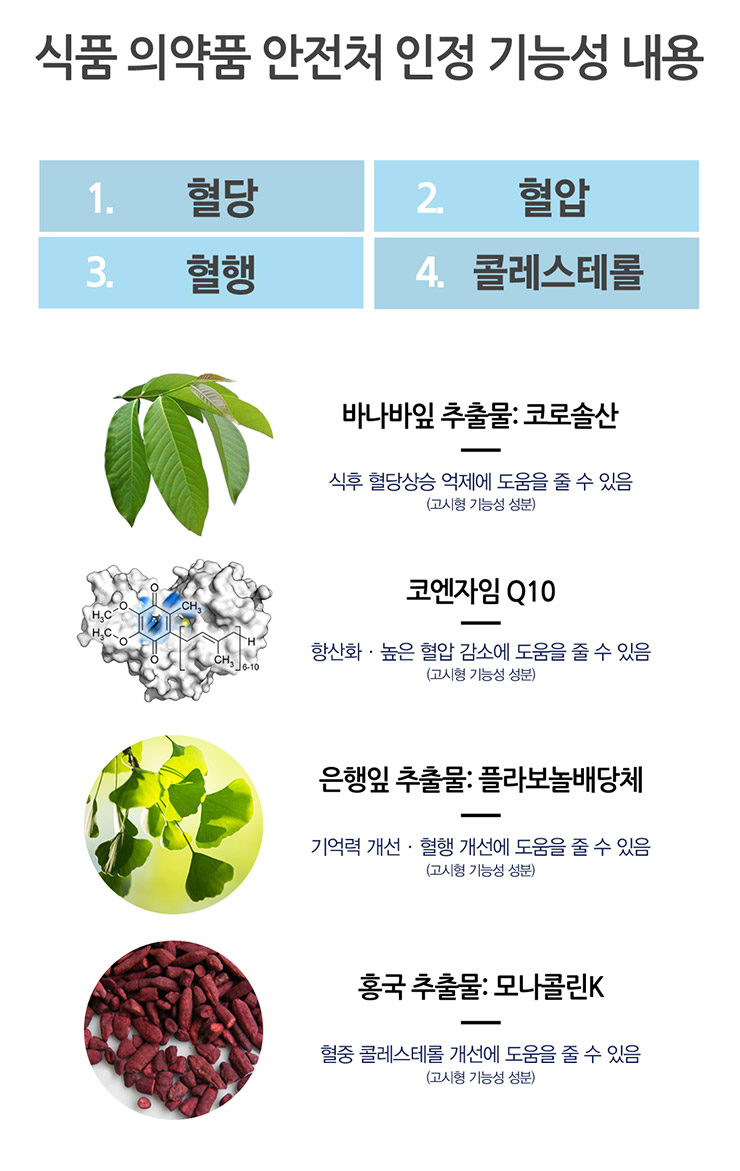 식품 의약품 안전처 인정 기능성 내용
1. 혈당
2. 혈압
3. 혈행
4. 콜레스테롤
바나바잎 추출물: 코로솔산
식후 혈당상승 억제에 도움을 줄 수 있음
(고시형 기능성 성분)
O
H₃C O CH₃
H₃C O H
O CH₃ 6-10
코엔자임 Q10
항산화 · 높은 혈압 감소에 도움을 줄 수 있음
(고시형 기능성 성분)
은행잎 추출물: 플라보놀배당체
기억력 개선 · 혈행 개선에 도움을 줄 수 있음
(고시형 기능성 성분)
홍국 추출물: 모나콜린K
혈중 콜레스테롤 개선에 도움을 줄 수 있음
(고시형 기능성 성분)